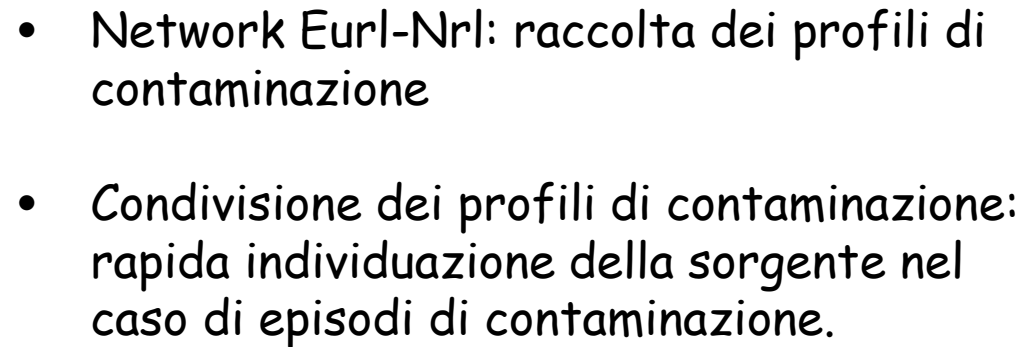 • Network Eurl-Nrl: raccolta dei profili di
contaminazione
• Condivisione dei profili di contaminazione:
rapida individuazione della sorgente nel
caso di episodi di contaminazione.